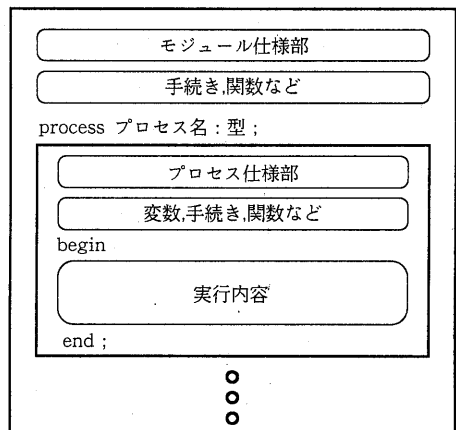 モジュール仕様部
手続き,関数など
process プロセス名：型；
プロセス仕様部
変数,手続き,関数など
begin
実行内容
end ;